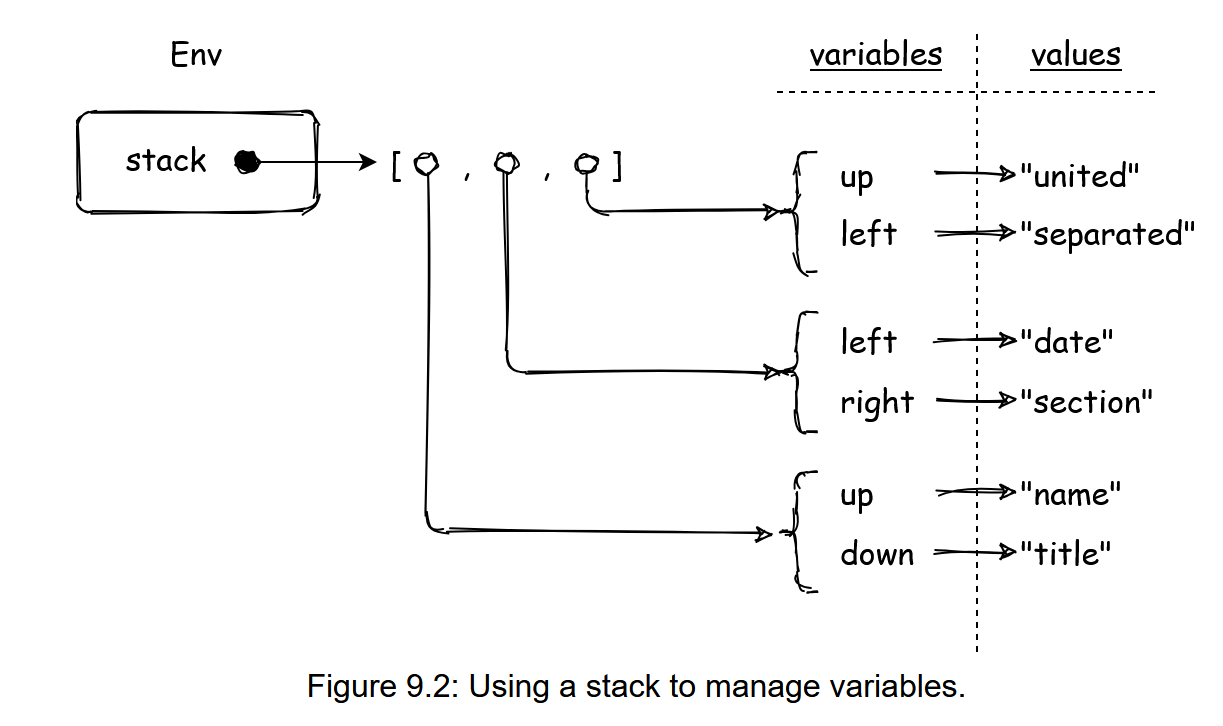 Env variables values
stack [ , , ]
up "united"
left "separated"
left "date"
right "section"
up "name"
down "title"
Figure 9.2: Using a stack to manage variables.